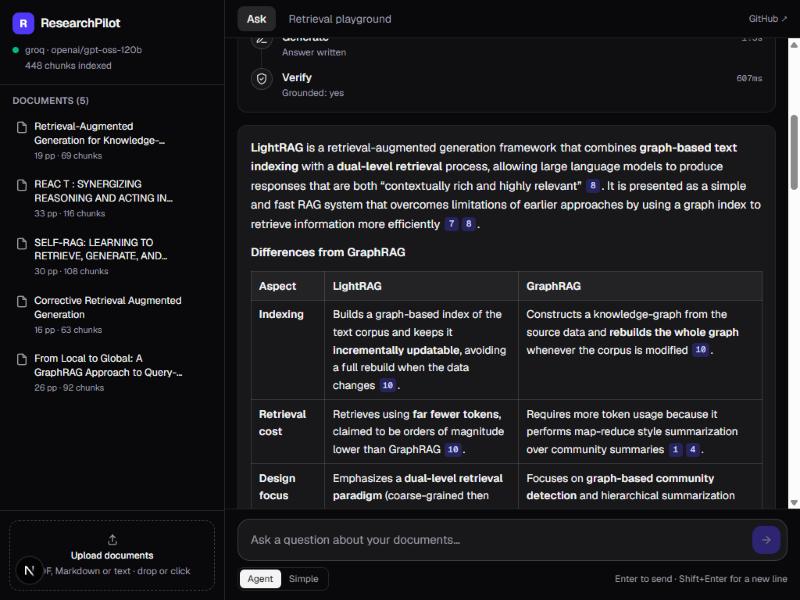 R ResearchPilot
groq · openai/gpt-oss-120b
448 chunks indexed
DOCUMENTS (5)
Retrieval-Augmented
Generation for Knowledge-...
19 pp · 69 chunks
REAC T : SYNERGIZING
REASONING AND ACTING IN...
33 pp · 116 chunks
SELF-RAG: LEARNING TO
RETRIEVE, GENERATE, AND...
30 pp · 108 chunks
Corrective Retrieval Augmented
Generation
16 pp · 63 chunks
From Local to Global: A
GraphRAG Approach to Query-...
26 pp · 92 chunks
Upload documents
F, Markdown or text · drop or click
N
Ask Retrieval playground GitHub ↗
Generate
Answer written
Verify 607ms
Grounded: yes
LightRAG is a retrieval-augmented generation framework that combines graph-based text
indexing with a dual-level retrieval process, allowing large language models to produce
responses that are both “contextually rich and highly relevant” 8 . It is presented as a simple
and fast RAG system that overcomes limitations of earlier approaches by using a graph index to
retrieve information more efficiently 7 8 .
Differences from GraphRAG
Aspect LightRAG GraphRAG
Indexing
Builds a graph-based index of the
text corpus and keeps it
incrementally updatable, avoiding
a full rebuild when the data
changes 10 .
Constructs a knowledge-graph from the
source data and rebuilds the whole graph
whenever the corpus is modified 10 .
Retrieval
cost
Retrieves using far fewer tokens,
claimed to be orders of magnitude
lower than GraphRAG 10 .
Requires more token usage because it
performs map-reduce style summarization
over community summaries 1 4 .
Design
focus
Emphasizes a dual-level retrieval
paradigm (coarse-grained then
Focuses on graph-based community
detection and hierarchical summarization
Ask a question about your documents...
Agent Simple
Enter to send · Shift+Enter for a new line